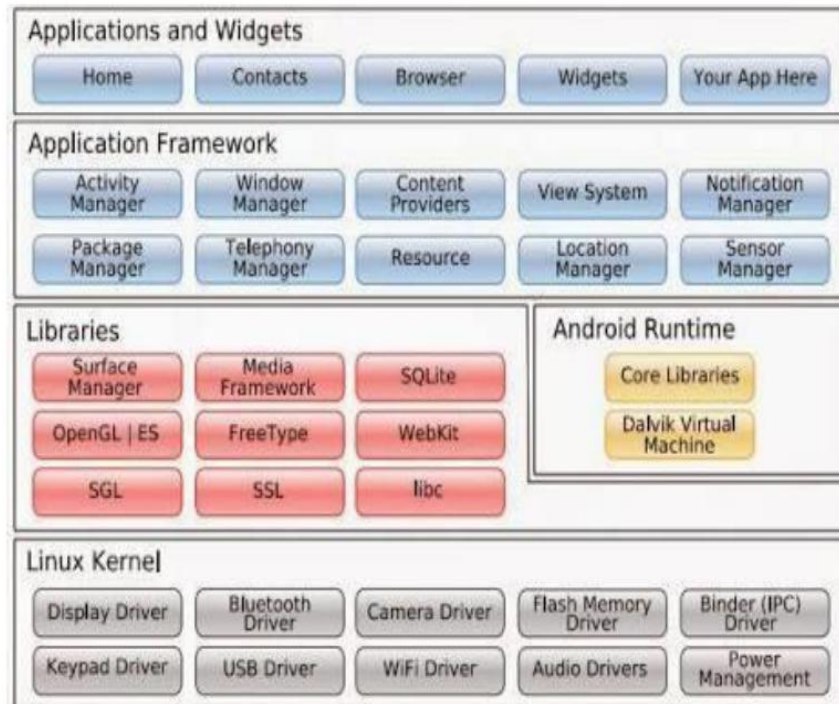 Applications and Widgets
Home Contacts Browser Widgets Your App Here
Application Framework
Activity Manager Window Manager Content Providers View System Notification Manager
Package Manager Telephony Manager Resource Location Manager Sensor Manager
Libraries
Surface Manager Media Framework SQLite
OpenGL | ES FreeType WebKit
SGL SSL libc
Android Runtime
Core Libraries
Dalvik Virtual Machine
Linux Kernel
Display Driver Bluetooth Driver Camera Driver Flash Memory Driver Binder (IPC) Driver
Keypad Driver USB Driver WiFi Driver Audio Drivers Power Management